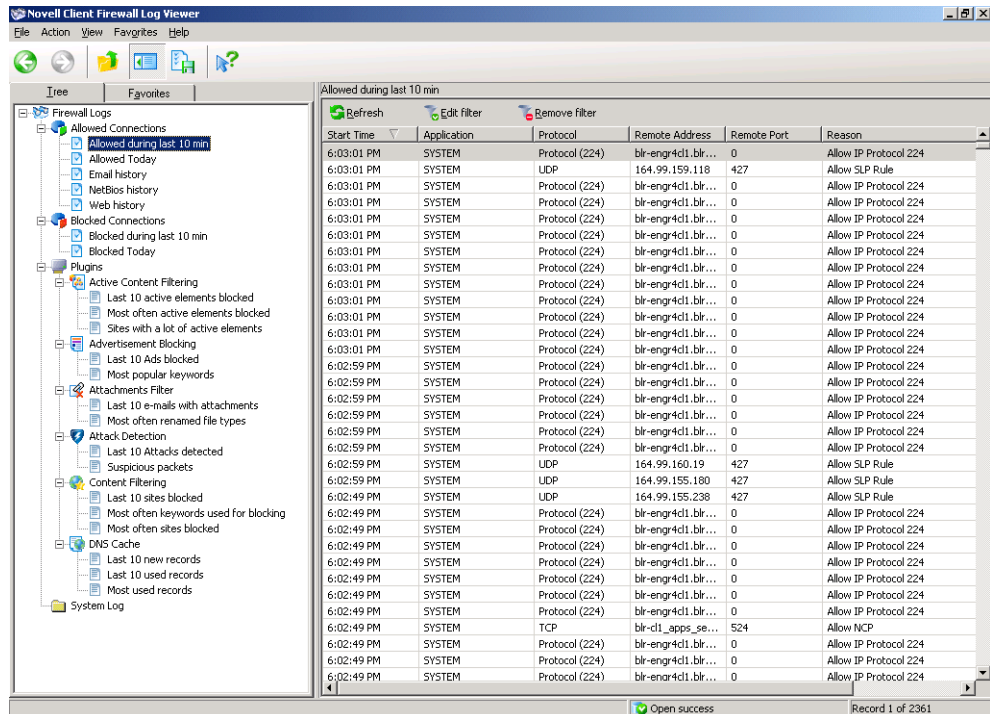 Novell Client Firewall Log Viewer
File Action View Favorites Help
Tree Favorites
Allowed during last 10 min
Firewall Logs
Allowed Connections
Allowed during last 10 min
Allowed Today
Email history
NetBios history
Web history
Blocked Connections
Blocked during last 10 min
Blocked Today
Plugins
Active Content Filtering
Last 10 active elements blocked
Most often active elements blocked
Sites with a lot of active elements
Advertisement Blocking
Last 10 Ads blocked
Most popular keywords
Attachments Filter
Last 10 e-mails with attachments
Most often renamed file types
Attack Detection
Last 10 Attacks detected
Suspicious packets
Content Filtering
Last 10 sites blocked
Most often keywords used for blocking
Most often sites blocked
DNS Cache
Last 10 new records
Last 10 used records
Most used records
System Log
Refresh Edit filter Remove filter
Start Time Application Protocol Remote Address Remote Port Reason
6:03:01 PM SYSTEM Protocol (224) blr-engr4cl1.blr... 0 Allow IP Protocol 224
6:03:01 PM SYSTEM UDP 164.99.159.118 427 Allow SLP Rule
6:03:01 PM SYSTEM Protocol (224) blr-engr4cl1.blr... 0 Allow IP Protocol 224
6:03:01 PM SYSTEM Protocol (224) blr-engr4cl1.blr... 0 Allow IP Protocol 224
6:03:01 PM SYSTEM Protocol (224) blr-engr4cl1.blr... 0 Allow IP Protocol 224
6:03:01 PM SYSTEM Protocol (224) blr-engr4cl1.blr... 0 Allow IP Protocol 224
6:03:01 PM SYSTEM Protocol (224) blr-engr4cl1.blr... 0 Allow IP Protocol 224
6:03:01 PM SYSTEM Protocol (224) blr-engr4cl1.blr... 0 Allow IP Protocol 224
6:03:01 PM SYSTEM Protocol (224) blr-engr4cl1.blr... 0 Allow IP Protocol 224
6:03:01 PM SYSTEM Protocol (224) blr-engr4cl1.blr... 0 Allow IP Protocol 224
6:03:01 PM SYSTEM Protocol (224) blr-engr4cl1.blr... 0 Allow IP Protocol 224
6:03:01 PM SYSTEM Protocol (224) blr-engr4cl1.blr... 0 Allow IP Protocol 224
6:03:01 PM SYSTEM Protocol (224) blr-engr4cl1.blr... 0 Allow IP Protocol 224
6:02:59 PM SYSTEM Protocol (224) blr-engr4cl1.blr... 0 Allow IP Protocol 224
6:02:59 PM SYSTEM Protocol (224) blr-engr4cl1.blr... 0 Allow IP Protocol 224
6:02:59 PM SYSTEM Protocol (224) blr-engr4cl1.blr... 0 Allow IP Protocol 224
6:02:59 PM SYSTEM Protocol (224) blr-engr4cl1.blr... 0 Allow IP Protocol 224
6:02:59 PM SYSTEM Protocol (224) blr-engr4cl1.blr... 0 Allow IP Protocol 224
6:02:59 PM SYSTEM Protocol (224) blr-engr4cl1.blr... 0 Allow IP Protocol 224
6:02:59 PM SYSTEM UDP 164.99.160.19 427 Allow SLP Rule
6:02:59 PM SYSTEM UDP 164.99.155.180 427 Allow SLP Rule
6:02:49 PM SYSTEM UDP 164.99.155.238 427 Allow SLP Rule
6:02:49 PM SYSTEM Protocol (224) blr-engr4cl1.blr... 0 Allow IP Protocol 224
6:02:49 PM SYSTEM Protocol (224) blr-engr4cl1.blr... 0 Allow IP Protocol 224
6:02:49 PM SYSTEM Protocol (224) blr-engr4cl1.blr... 0 Allow IP Protocol 224
6:02:49 PM SYSTEM Protocol (224) blr-engr4cl1.blr... 0 Allow IP Protocol 224
6:02:49 PM SYSTEM Protocol (224) blr-engr4cl1.blr... 0 Allow IP Protocol 224
6:02:49 PM SYSTEM Protocol (224) blr-engr4cl1.blr... 0 Allow IP Protocol 224
6:02:49 PM SYSTEM Protocol (224) blr-engr4cl1.blr... 0 Allow IP Protocol 224
6:02:49 PM SYSTEM TCP blr-cl1_apps_se... 524 Allow NCP
6:02:49 PM SYSTEM Protocol (224) blr-engr4cl1.blr... 0 Allow IP Protocol 224
6:02:49 PM SYSTEM Protocol (224) blr-engr4cl1.blr... 0 Allow IP Protocol 224
6:02:49 PM SYSTEM Protocol (224) blr-engr4cl1.blr... 0 Allow IP Protocol 224
Open success Record 1 of 2361